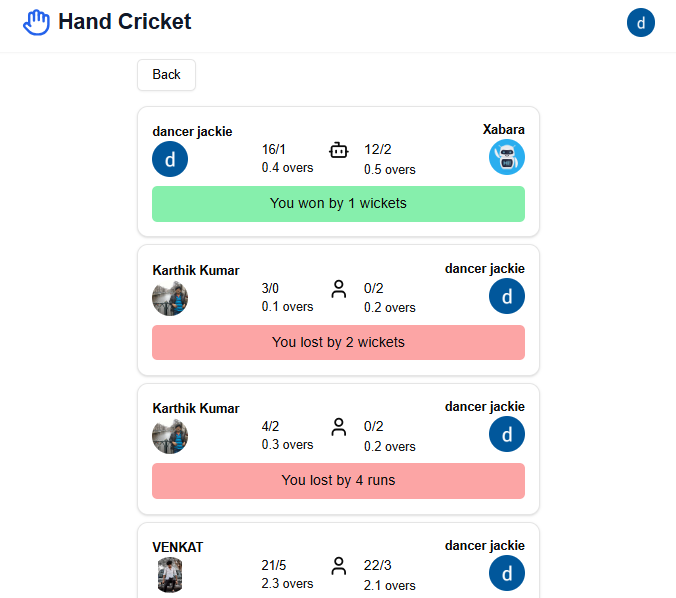 Hand Cricket
d
Back
dancer jackie
Xabara
d
16/1
12/2
0.4 overs
0.5 overs
You won by 1 wickets
Karthik Kumar
dancer jackie
3/0
0/2
d
0.1 overs
0.2 overs
You lost by 2 wickets
Karthik Kumar
dancer jackie
4/2
0/2
d
0.3 overs
0.2 overs
You lost by 4 runs
VENKAT
dancer jackie
21/5
22/3
d
2.3 overs
2.1 overs